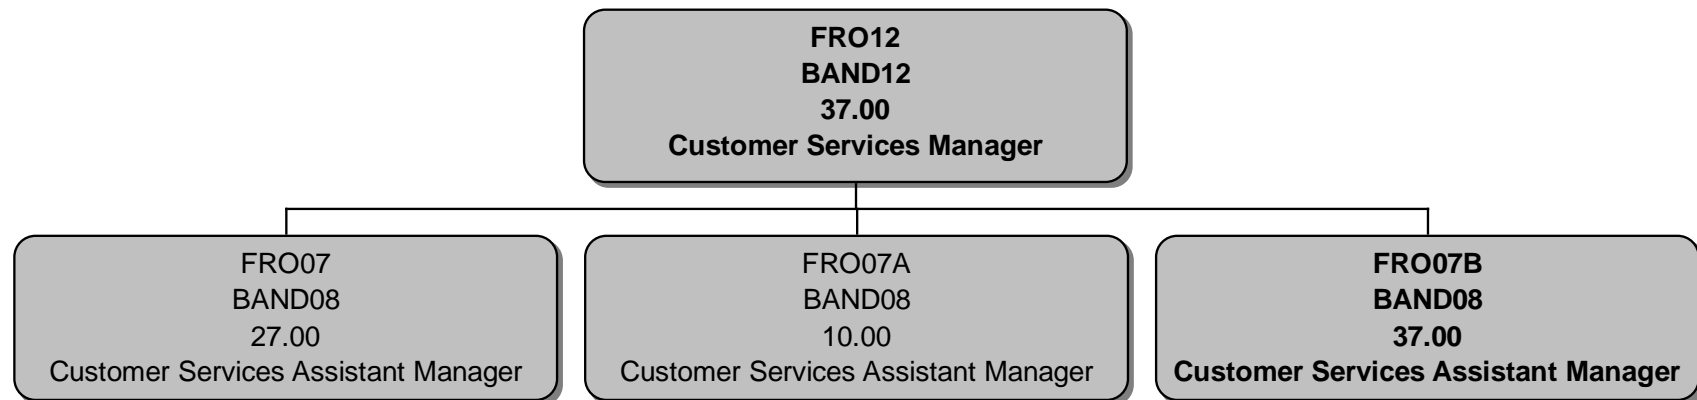 FRO12
BAND12
37.00
Customer Services Manager
FRO07
BAND08
27.00
Customer Services Assistant Manager
FRO07A
BAND08
10.00
Customer Services Assistant Manager
FRO07B
BAND08
37.00
Customer Services Assistant Manager